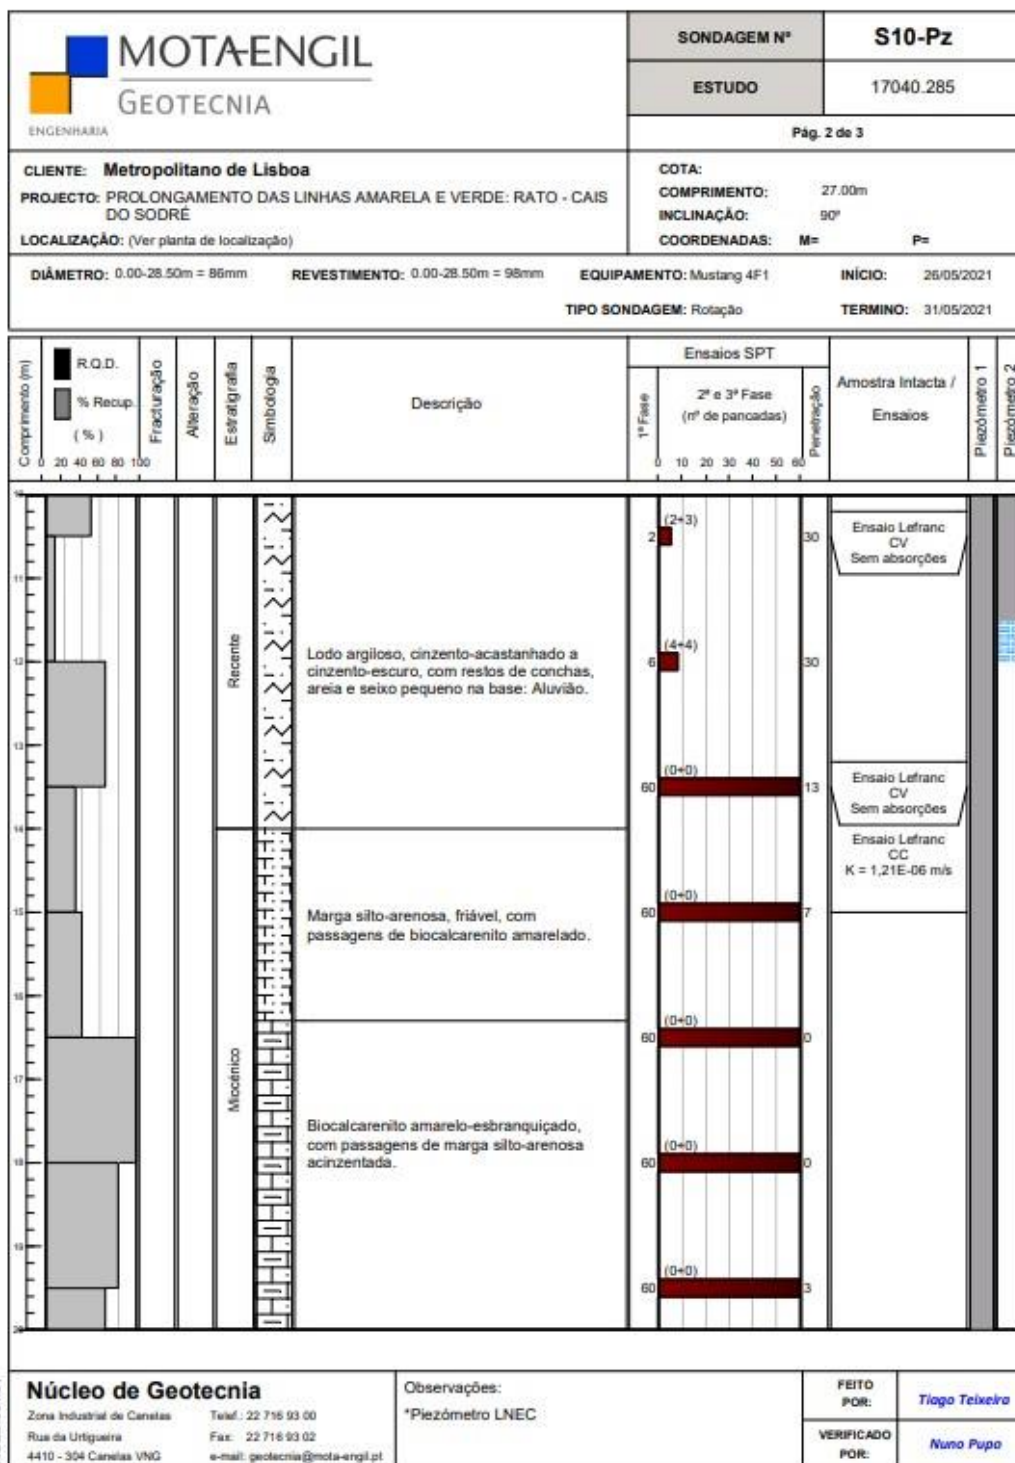 MOTA-ENGIL
GEOTECNIA
ENGENHARIA
SONDAGEM Nº S10-Pz
ESTUDO 17040.285
Pág. 2 de 3
CLIENTE: Metropolitano de Lisboa
PROJECTO: PROLONGAMENTO DAS LINHAS AMARELA E VERDE: RATO - CAIS
DO SODRÉ
LOCALIZAÇÃO: (Ver planta de localização)
COTA:
COMPRIMENTO: 27.00m
INCLINAÇÃO: 90º
COORDENADAS: M= P=
DIÂMETRO: 0.00-28.50m = 86mm REVESTIMENTO: 0.00-28.50m = 98mm EQUIPAMENTO: Mustang 4F1 INÍCIO: 26/05/2021
TIPO SONDAGEM: Rotação TERMINO: 31/05/2021
Comprimento (m)
R.Q.D.
% Recup.
( % )
0 20 40 60 80 100
Fracturação
Alteração
Estratigrafia
Simbologia
Descrição
Ensaios SPT
1ª Fase
2ª e 3ª Fase
(nº de pancadas)
0 10 20 30 40 50 60
Penetração
Amostra Intacta /
Ensaios
Piezómetro 1
Piezómetro 2
10
(2+3)
2 30
Ensaio Lefranc
CV
Sem absorções
11
Recente
Lodo argiloso, cinzento-acastanhado a
cinzento-escuro, com restos de conchas,
areia e seixo pequeno na base: Aluvião.
12
(4+4)
6 30
13
(0+0)
60 13
Ensaio Lefranc
CV
Sem absorções
14
Ensaio Lefranc
CC
K = 1,21E-06 m/s
Marga silto-arenosa, friável, com
passagens de biocalcarenito amarelado.
15
(0+0)
60 7
16
(0+0)
60 0
17
Miocénico
Biocalcarenito amarelo-esbranquiçado,
com passagens de marga silto-arenosa
acinzentada.
18
(0+0)
60 0
19
(0+0)
60 3
20
Núcleo de Geotecnia
Zona Industrial de Canelas Telef.: 22 716 93 00
Rua da Urtigueira Fax: 22 716 93 02
4410 - 304 Canelas VNG e-mail: geotecnia@mota-engil.pt
Observações:
*Piezómetro LNEC
FEITO
POR: Tiago Teixeira
VERIFICADO
POR: Nuno Pupo